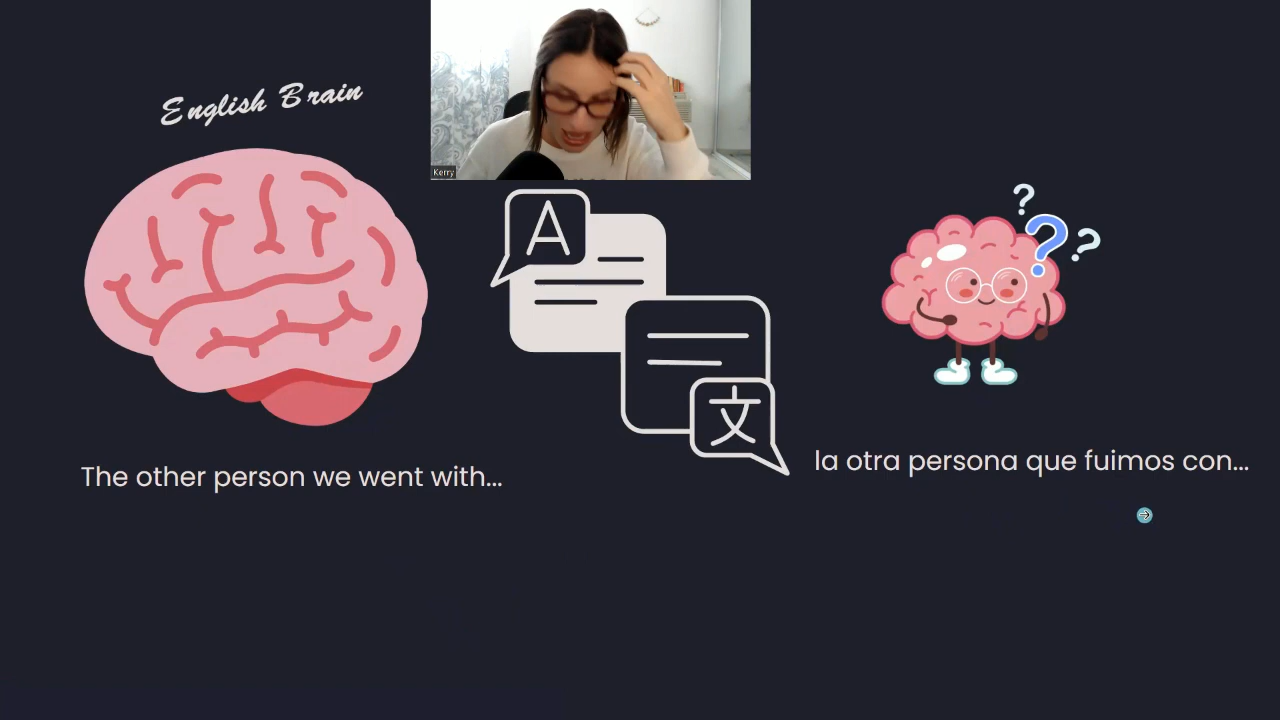 English Brain
Kerry
A
文
The other person we went with...
la otra persona que fuimos con...